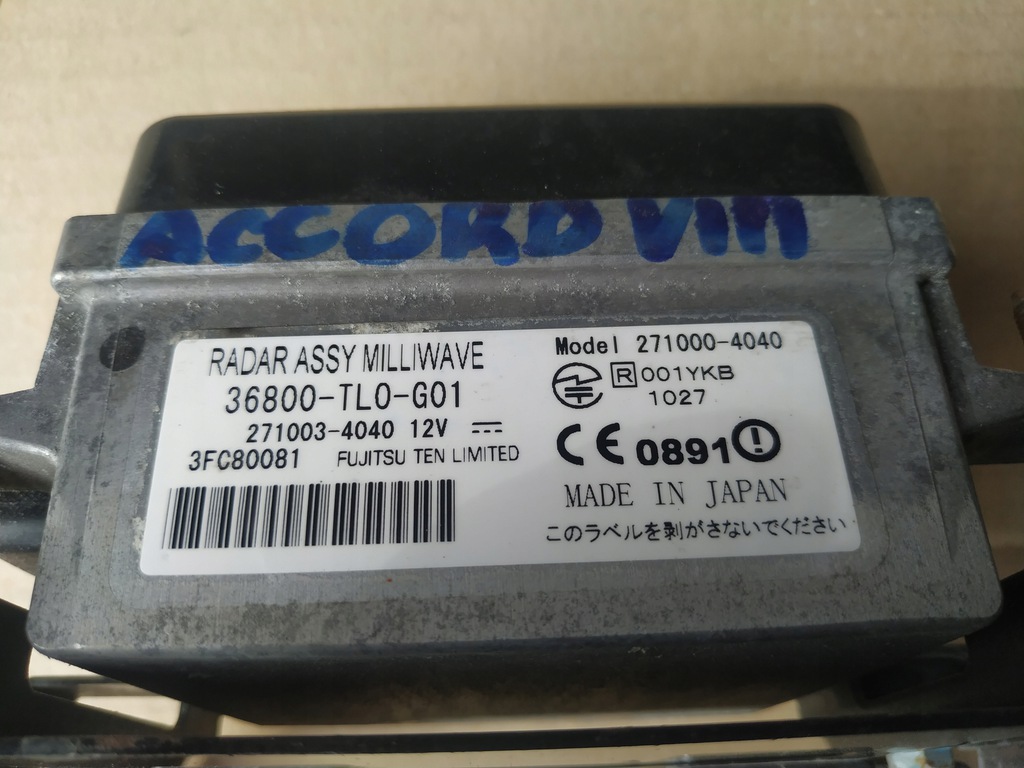 ACCORD VIII
RADAR ASSY MILLIWAVE
36800-TL0-G01
271003-4040 12V
3FC80081 FUJITSU TEN LIMITED
Model 271000-4040
R 001YKB
1027
CE 0891
MADE IN JAPAN
このラベルを剥がさないでください